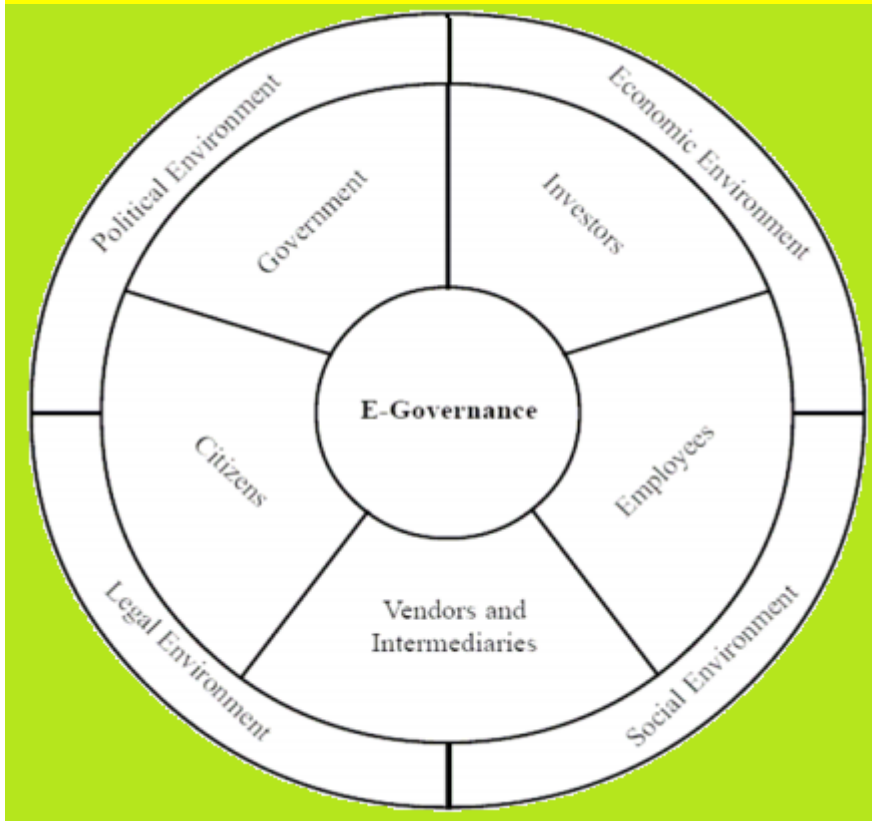 Political Environment
Economic Environment
Government
Investors
E-Governance
Citizens
Employees
Vendors and
Intermediaries
Legal Environment
Social Environment